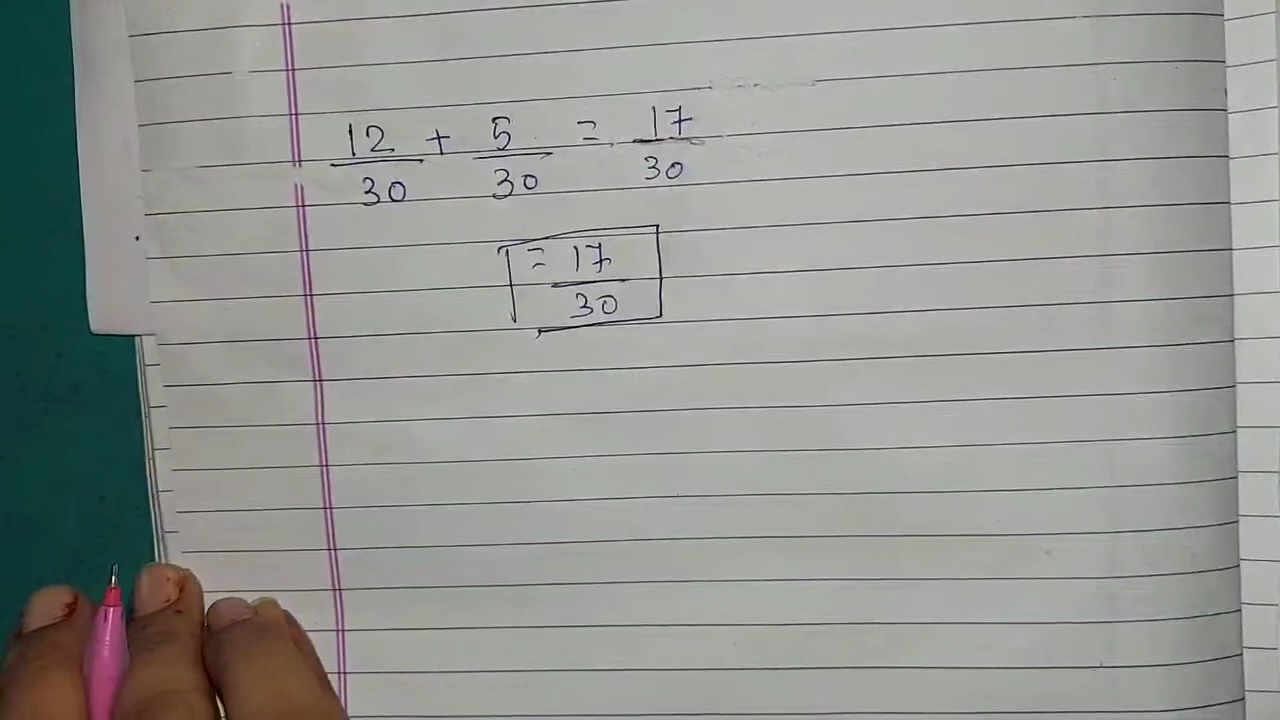 12/30 + 5/30 = 17/30
= 17/30